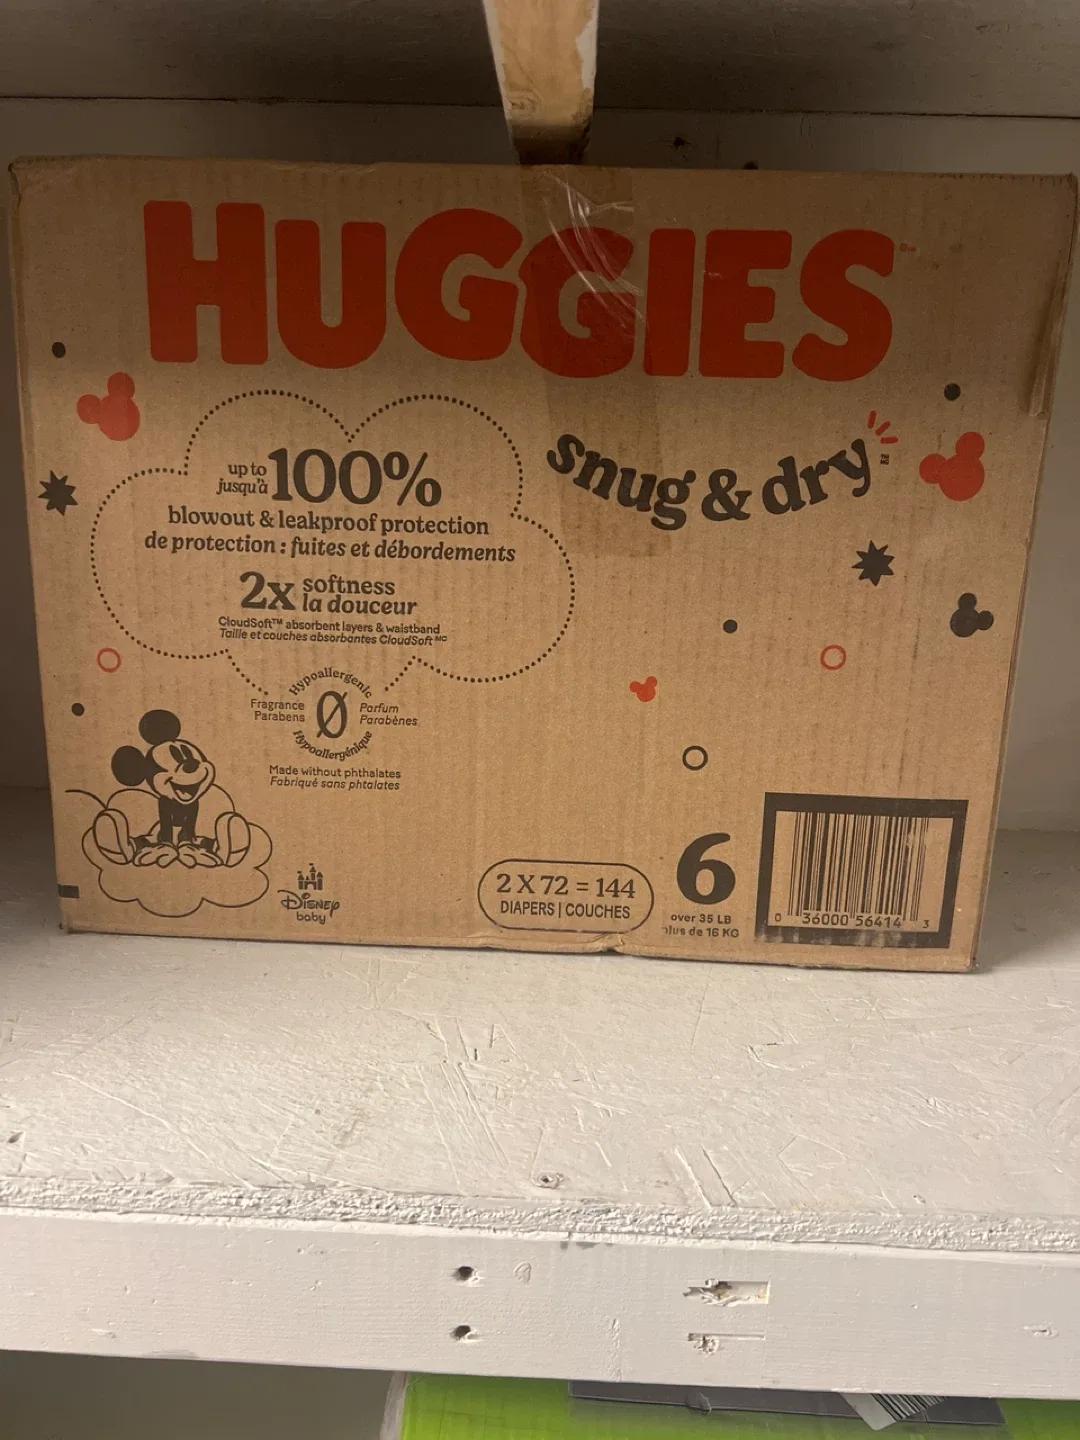 HUGGIES
snug & dry
up to
jusqu'à
100%
blowout & leakproof protection
de protection : fuites et débordements
2x softness
la douceur
CloudSoft™ absorbent layers & waistband
Taille et couches absorbantes CloudSoft MC
Hypoallergenic
Fragrance
Parabens
0
Parfum
Parabènes
Hypoallergénique
Made without phthalates
Fabriqué sans phtalates
Disney
baby
2 X 72 = 144
DIAPERS | COUCHES
6
over 35 LB
plus de 16 KG
0 36000 56414 3